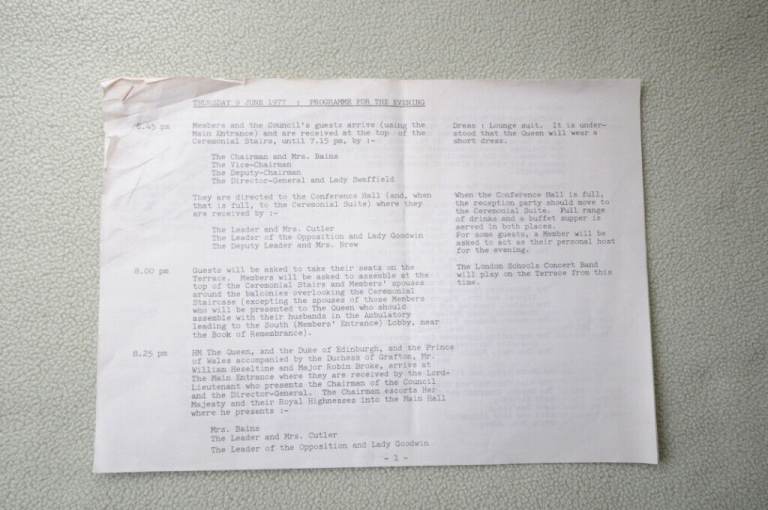 THURSDAY 9 JUNE 1977 : PROGRAMME FOR THE EVENING
6.45 pm
Members and the Council's guests arrive (using the
Main Entrance) and are received at the top of the
Ceremonial Stairs, until 7.15 pm, by :-
The Chairman and Mrs. Bains
The Vice-Chairman
The Deputy-Chairman
The Director-General and Lady Swaffield
Dress : Lounge suit. It is under-
stood that the Queen will wear a
short dress.
They are directed to the Conference Hall (and, when
that is full, to the Ceremonial Suite) where they
are received by :-
The Leader and Mrs. Cutler
The Leader of the Opposition and Lady Goodwin
The Deputy Leader and Mrs. Brew
When the Conference Hall is full,
the reception party should move to
the Ceremonial Suite. Full range
of drinks and a buffet supper is
served in both places.
For some guests, a Member will be
asked to act as their personal host
for the evening.
8.00 pm
Guests will be asked to take their seats on the
Terrace. Members will be asked to assemble at the
top of the Ceremonial Stairs and Members' spouses
around the balconies overlooking the Ceremonial
Staircase (excepting the spouses of those Members
who will be presented to The Queen who should
assemble with their husbands in the Ambulatory
leading to the South (Members' Entrance) Lobby, near
the Book of Remembrance).
The London Schools Concert Band
will play on the Terrace from this
time.
8.25 pm
HM The Queen, and the Duke of Edinburgh, and the Prince
of Wales accompanied by the Duchess of Grafton, Mr.
William Heseltine and Major Robin Broke, arrive at
The Main Entrance where they are received by the Lord-
Lieutenant who presents the Chairman of the Council
and the Director-General. The Chairman escorts Her
Majesty and their Royal Highnesses into the Main Hall
where he presents :-
Mrs. Bains
The Leader and Mrs. Cutler
The Leader of the Opposition and Lady Goodwin
- 1 -